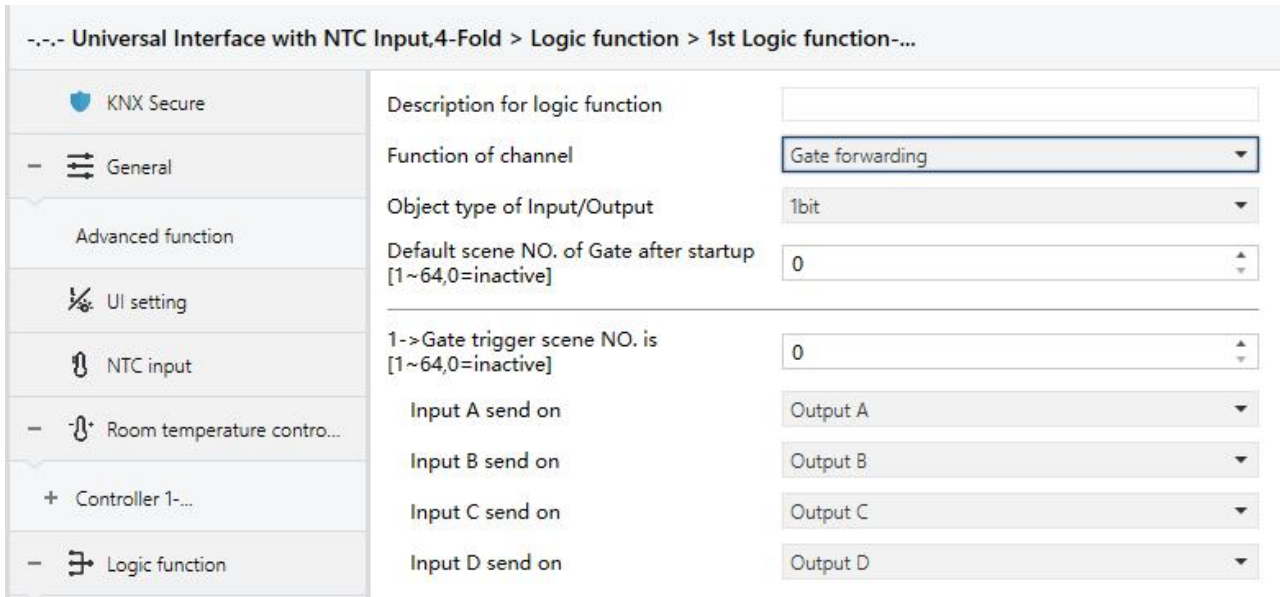 -.-.- Universal Interface with NTC Input,4-Fold > Logic function > 1st Logic function-...
KNX Secure
General
Advanced function
UI setting
NTC input
Room temperature contro...
Controller 1-...
Logic function
Description for logic function
Function of channel
Gate forwarding
Object type of Input/Output
1bit
Default scene NO. of Gate after startup
[1~64,0=inactive]
0
1->Gate trigger scene NO. is
[1~64,0=inactive]
0
Input A send on
Output A
Input B send on
Output B
Input C send on
Output C
Input D send on
Output D